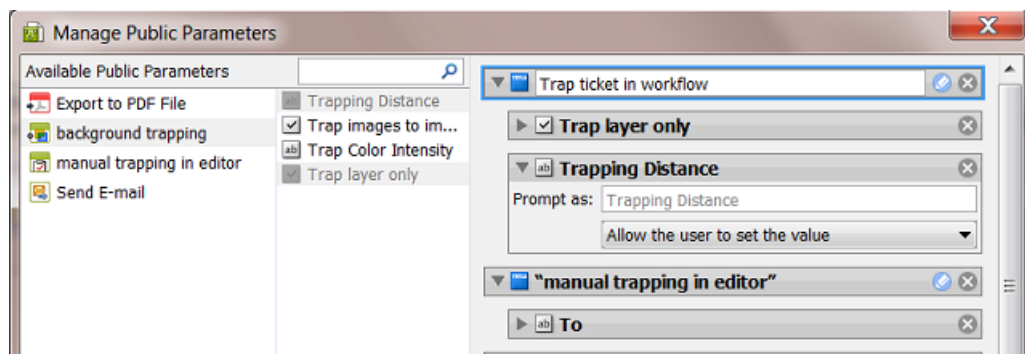 Manage Public Parameters
Available Public Parameters
Export to PDF File
background trapping
manual trapping in editor
Send E-mail
Trapping Distance
Trap images to im...
Trap Color Intensity
Trap layer only
Trap ticket in workflow
Trap layer only
Trapping Distance
Prompt as: Trapping Distance
Allow the user to set the value
"manual trapping in editor"
To